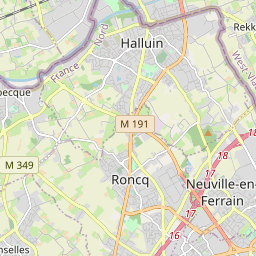 Rekk
Nord
Halluin
France
West-Vla
becque
M 191
18
M 349
18
Roncq
17
Neuville-en-
Ferrain
17
16
nselles